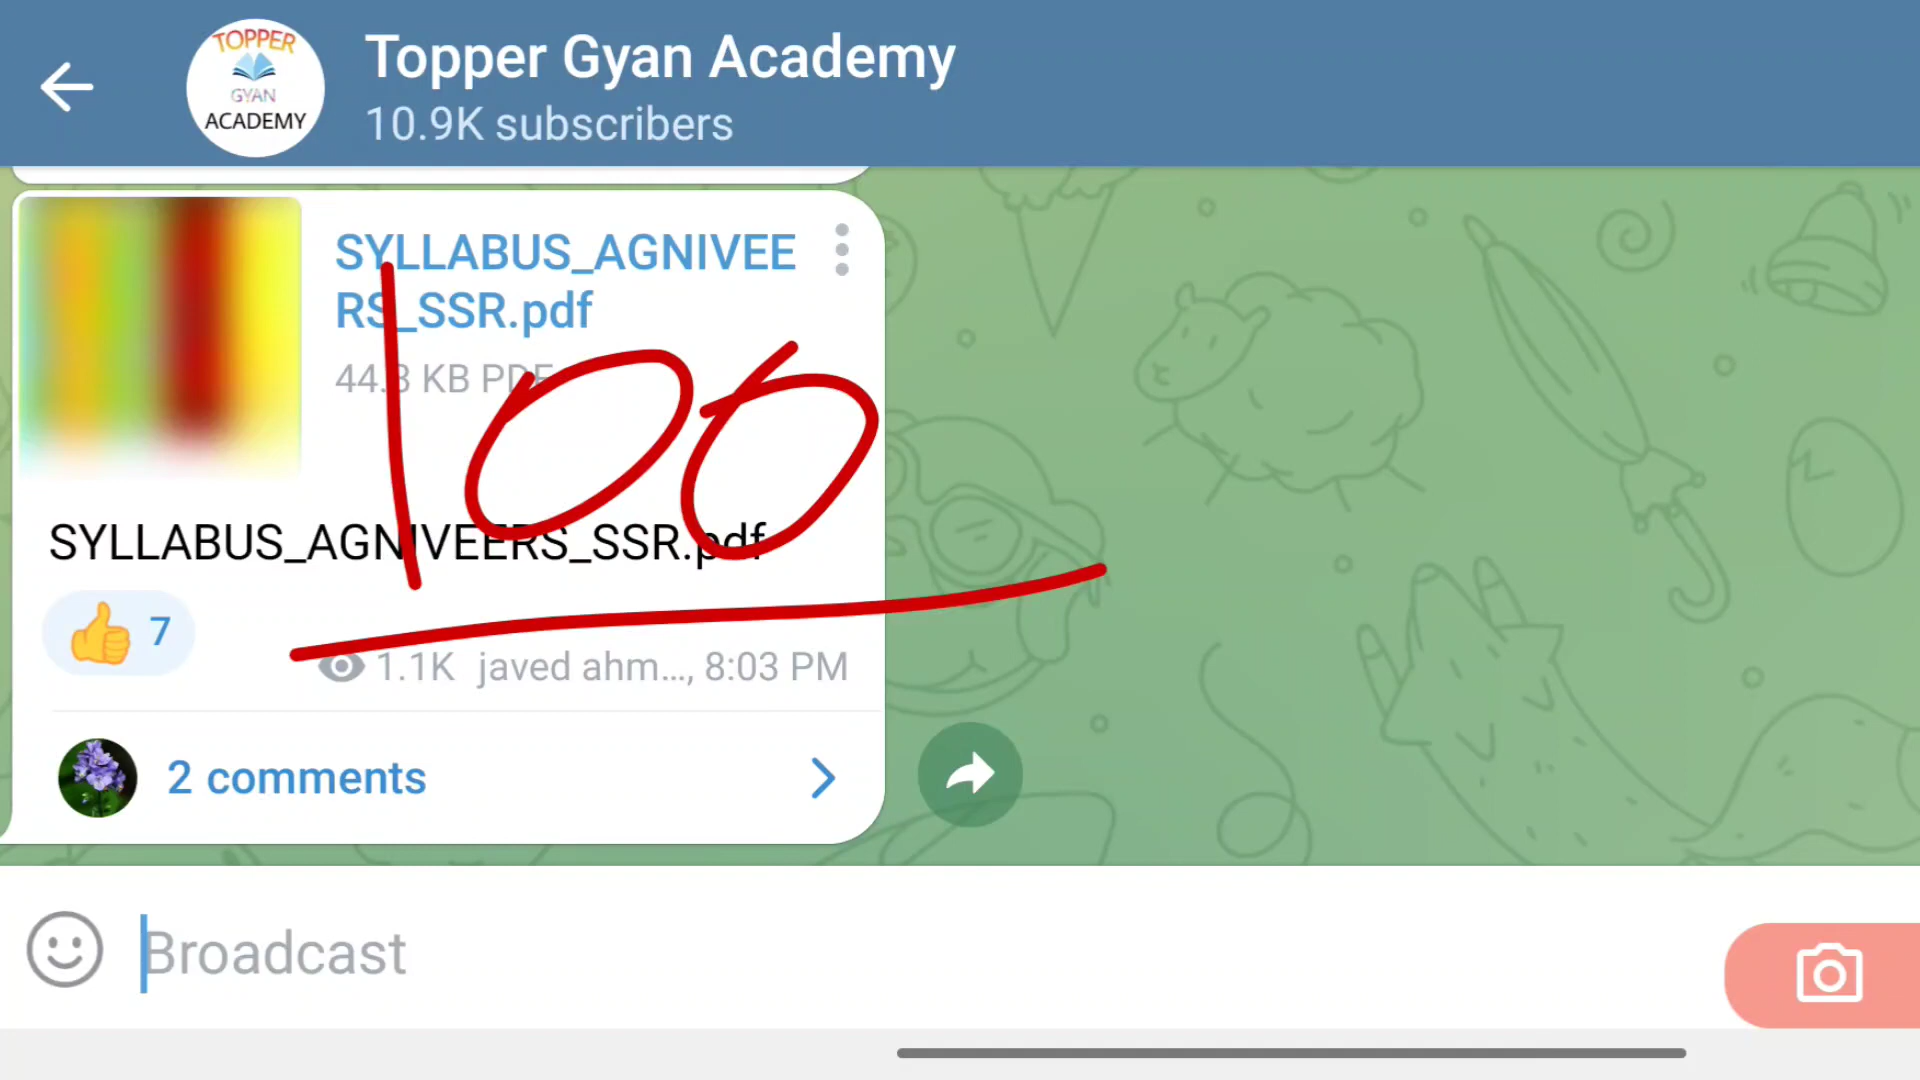 TOPPER
GYAN
ACADEMY
Topper Gyan Academy
10.9K subscribers
SYLLABUS_AGNIVEE
RS_SSR.pdf
44.3 KB PDF
100
SYLLABUS_AGNIVEERS_SSR.pdf
7
1.1K javed ahm..., 8:03 PM
2 comments
Broadcast